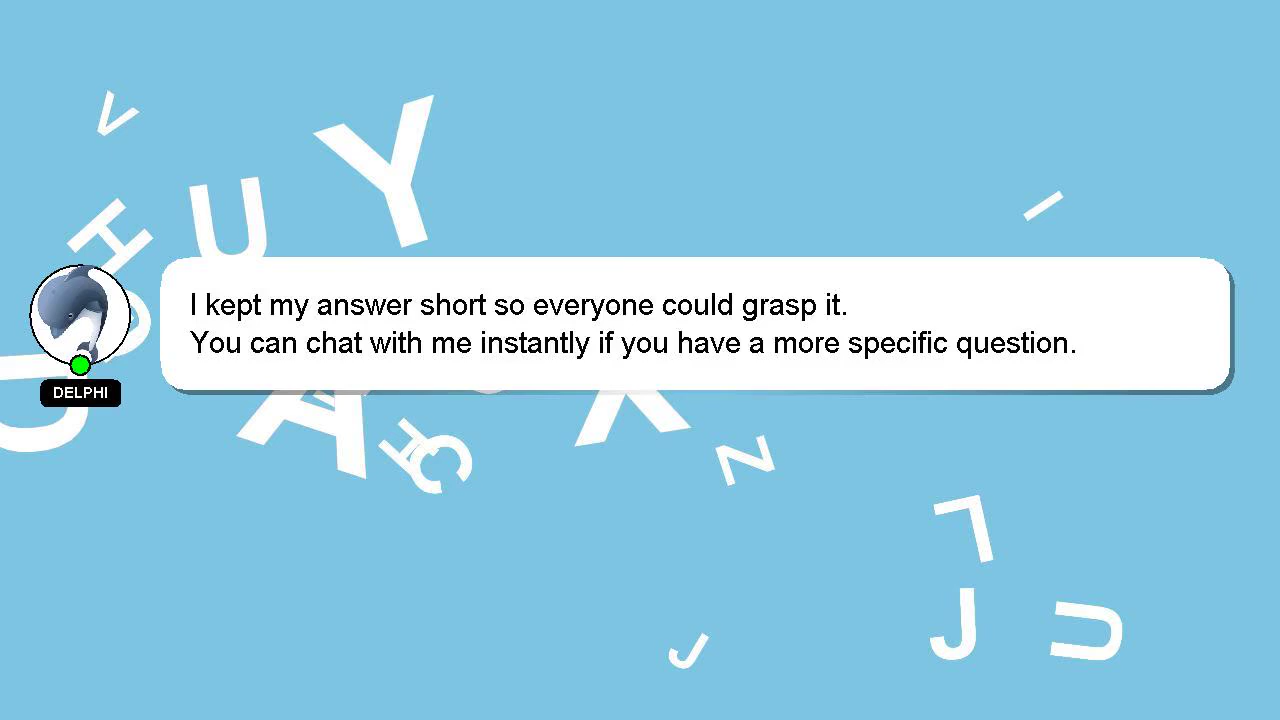 V
Y
H
U
I
I kept my answer short so everyone could grasp it.
You can chat with me instantly if you have a more specific question.
DELPHI
A
X
H
C
Z
L
J
U
J